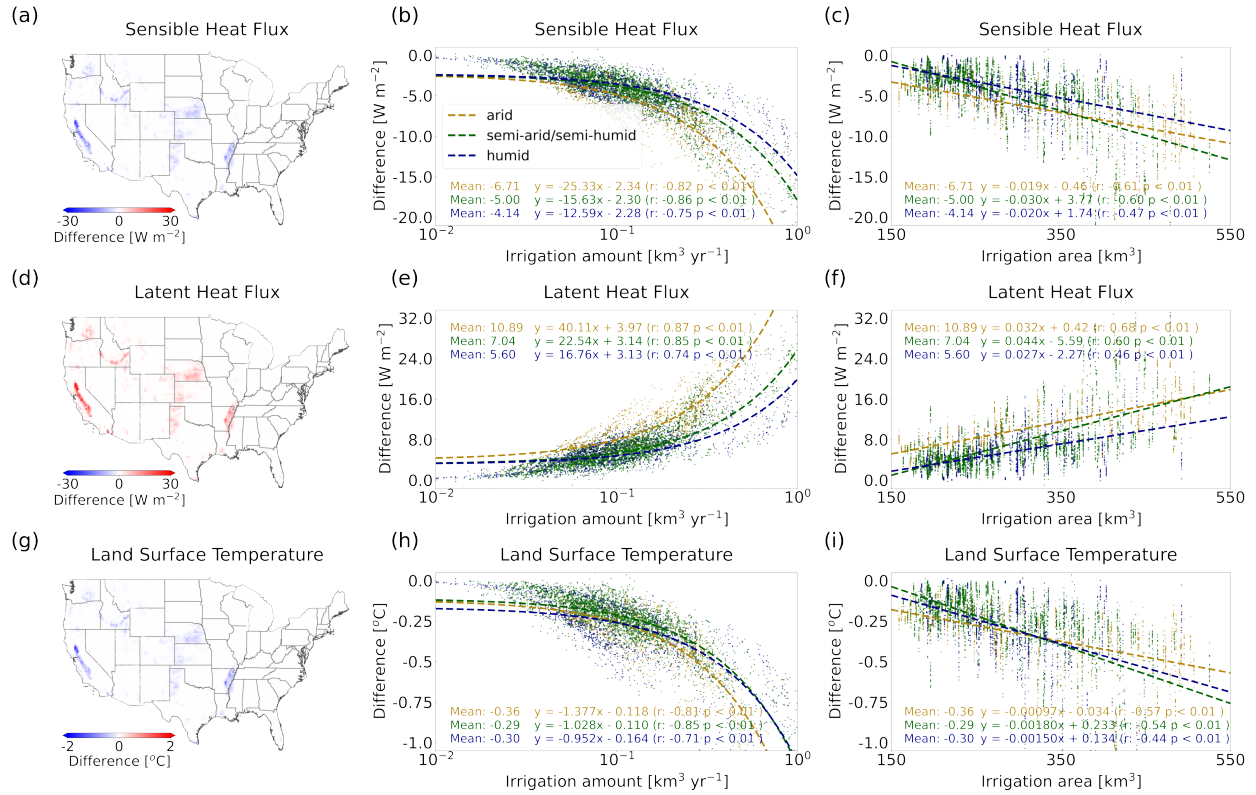 (a)
Sensible Heat Flux
-30 0 30
Difference [W m⁻²]
(b)
Sensible Heat Flux
Difference [W m⁻²]
0.0
-5.0
-10.0
-15.0
-20.0
arid
semi-arid/semi-humid
humid
Mean: -6.71 y = -25.33x - 2.34 (r: -0.82 p < 0.01 )
Mean: -5.00 y = -15.63x - 2.30 (r: -0.86 p < 0.01 )
Mean: -4.14 y = -12.59x - 2.28 (r: -0.75 p < 0.01 )
10⁻² 10⁻¹ 10⁰
Irrigation amount [km³ yr⁻¹]
(c)
Sensible Heat Flux
Difference [W m⁻²]
0.0
-5.0
-10.0
-15.0
-20.0
Mean: -6.71 y = -0.019x - 0.46 (r: -0.61 p < 0.01 )
Mean: -5.00 y = -0.030x + 3.77 (r: -0.60 p < 0.01 )
Mean: -4.14 y = -0.020x + 1.74 (r: -0.47 p < 0.01 )
150 350 550
Irrigation area [km³]
(d)
Latent Heat Flux
-30 0 30
Difference [W m⁻²]
(e)
Latent Heat Flux
Difference [W m⁻²]
32.0
24.0
16.0
8.0
0.0
Mean: 10.89 y = 40.11x + 3.97 (r: 0.87 p < 0.01 )
Mean: 7.04 y = 22.54x + 3.14 (r: 0.85 p < 0.01 )
Mean: 5.60 y = 16.76x + 3.13 (r: 0.74 p < 0.01 )
10⁻² 10⁻¹ 10⁰
Irrigation amount [km³ yr⁻¹]
(f)
Latent Heat Flux
Difference [W m⁻²]
32.0
24.0
16.0
8.0
0.0
Mean: 10.89 y = 0.032x + 0.42 (r: 0.68 p < 0.01 )
Mean: 7.04 y = 0.044x - 5.59 (r: 0.60 p < 0.01 )
Mean: 5.60 y = 0.027x - 2.27 (r: 0.46 p < 0.01 )
150 350 550
Irrigation area [km³]
(g)
Land Surface Temperature
-2 0 2
Difference [°C]
(h)
Land Surface Temperature
Difference [°C]
0.0
-0.25
-0.5
-0.75
-1.0
Mean: -0.36 y = -1.377x - 0.118 (r: -0.81 p < 0.01 )
Mean: -0.29 y = -1.028x - 0.110 (r: -0.85 p < 0.01 )
Mean: -0.30 y = -0.952x - 0.164 (r: -0.71 p < 0.01 )
10⁻² 10⁻¹ 10⁰
Irrigation amount [km³ yr⁻¹]
(i)
Land Surface Temperature
Difference [°C]
0.0
-0.25
-0.5
-0.75
-1.0
Mean: -0.36 y = -0.00097x - 0.034 (r: -0.57 p < 0.01 )
Mean: -0.29 y = -0.00180x + 0.233 (r: -0.54 p < 0.01 )
Mean: -0.30 y = -0.00150x + 0.134 (r: -0.44 p < 0.01 )
150 350 550
Irrigation area [km³]